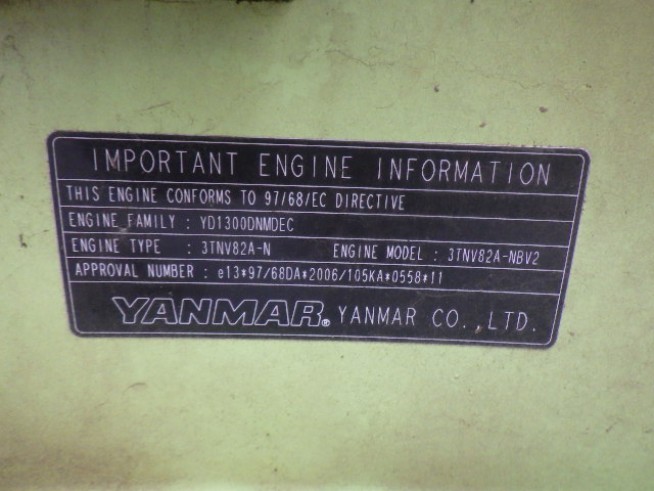 IMPORTANT ENGINE INFORMATION
THIS ENGINE CONFORMS TO 97/68/EC DIRECTIVE
ENGINE FAMILY : YD1300DNMDEC
ENGINE TYPE : 3TNV82A-N ENGINE MODEL : 3TNV82A-NBV2
APPROVAL NUMBER : e13*97/68DA*2006/105KA*0558*11
YANMAR® YANMAR CO.,LTD.